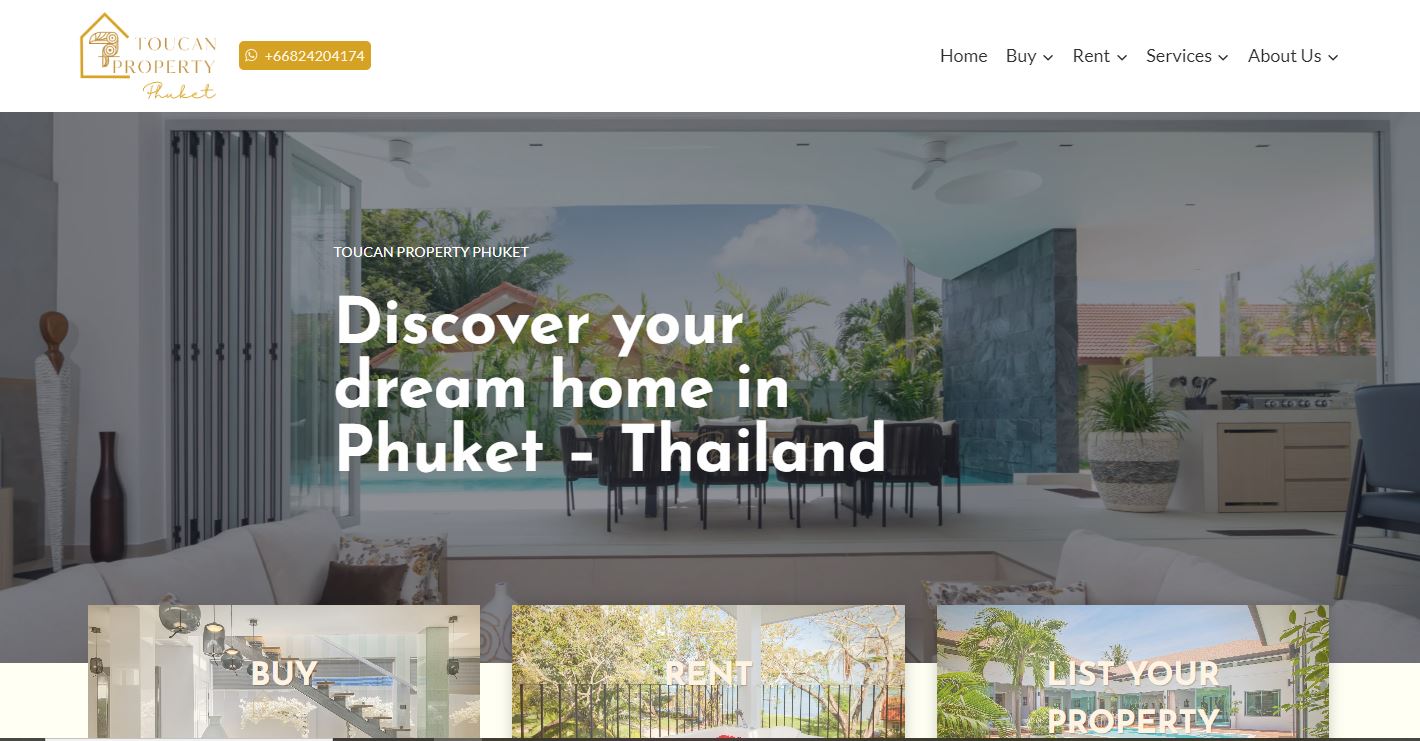 TOUCAN
PROPERTY
Phuket
+66824204174
Home Buy Rent Services About Us
TOUCAN PROPERTY PHUKET
Discover your
dream home in
Phuket – Thailand
BUY
RENT
LIST YOUR
PROPERTY